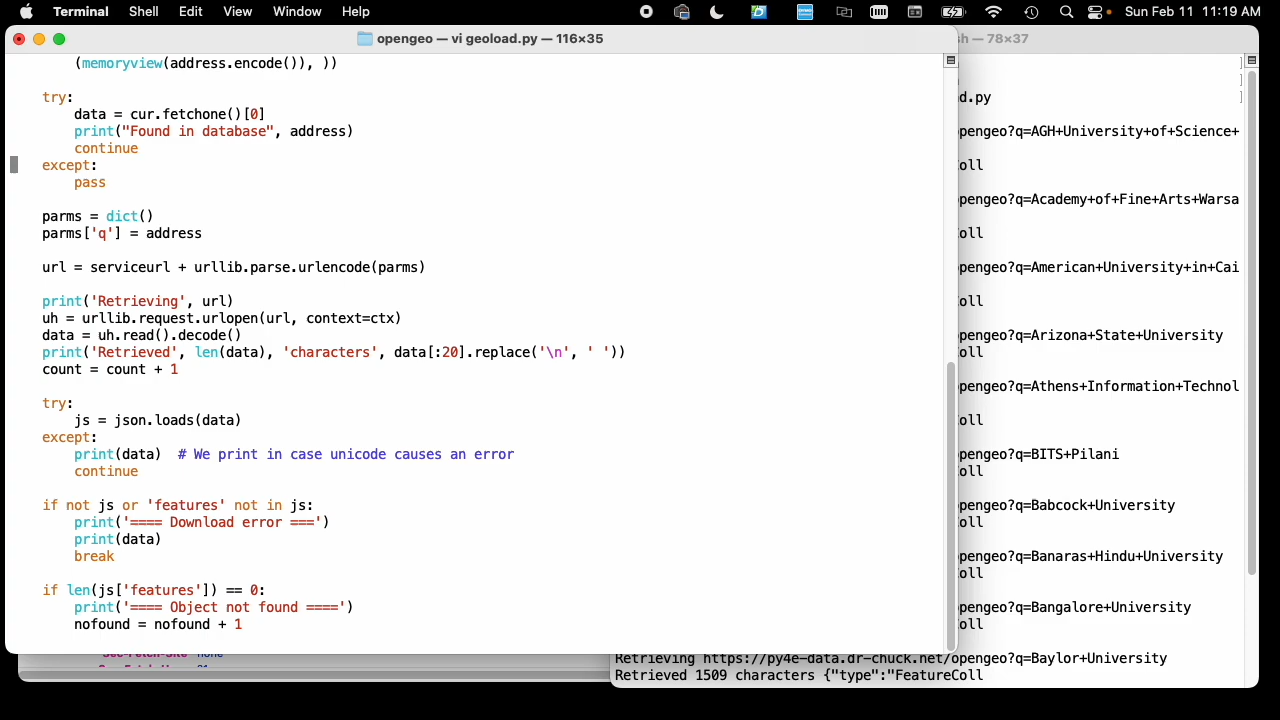 Terminal Shell Edit View Window Help Sun Feb 11 11:19 AM
opengeo — vi geoload.py — 116×35
sh — 78×37
(memoryview(address.encode()), ))
try:
data = cur.fetchone()[0]
print("Found in database", address)
continue
except:
pass
parms = dict()
parms['q'] = address
url = serviceurl + urllib.parse.urlencode(parms)
print('Retrieving', url)
uh = urllib.request.urlopen(url, context=ctx)
data = uh.read().decode()
print('Retrieved', len(data), 'characters', data[:20].replace('\n', ' '))
count = count + 1
try:
js = json.loads(data)
except:
print(data)  # We print in case unicode causes an error
continue
if not js or 'features' not in js:
print('==== Download error ===')
print(data)
break
if len(js['features']) == 0:
print('==== Object not found ====')
nofound = nofound + 1
d.py
pengeo?q=AGH+University+of+Science+
oll
pengeo?q=Academy+of+Fine+Arts+Warsa
oll
pengeo?q=American+University+in+Cai
oll
pengeo?q=Arizona+State+University
oll
pengeo?q=Athens+Information+Technol
oll
pengeo?q=BITS+Pilani
oll
pengeo?q=Babcock+University
oll
pengeo?q=Banaras+Hindu+University
oll
pengeo?q=Bangalore+University
oll
Retrieving https://py4e-data.dr-chuck.net/opengeo?q=Baylor+University
Retrieved 1509 characters {"type":"FeatureColl